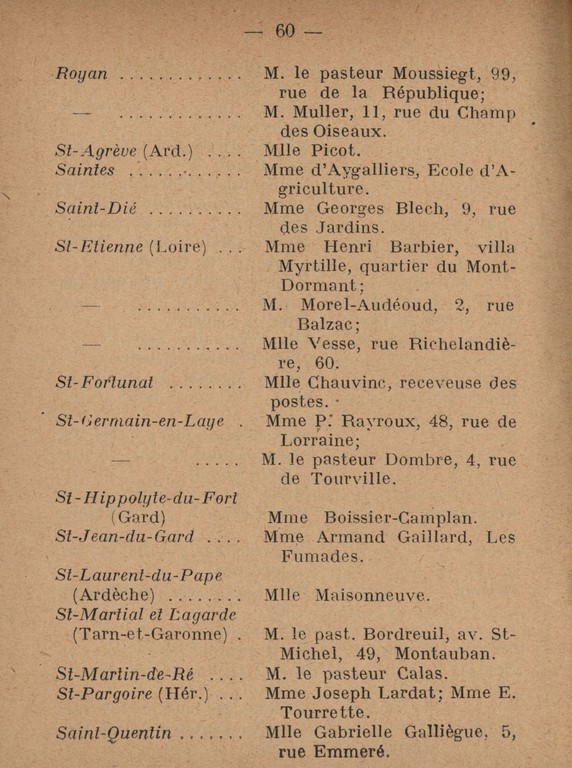 — 60 —
Royan ............. M. le pasteur Moussiegt, 99,
rue de la République;
— ............. M. Muller, 11, rue du Champ
des Oiseaux.
St-Agrève (Ard.) .... Mlle Picot.
Saintes ............ Mme d'Aygalliers, Ecole d'A-
griculture.
Saint-Dié .......... Mme Georges Blech, 9, rue
des Jardins.
St-Etienne (Loire) ... Mme Henri Barbier, villa
Myrtille, quartier du Mont-
Dormant;
— ........... M. Morel-Audéoud, 2, rue
Balzac;
— ........... Mlle Vesse, rue Richelandiè-
re, 60.
St-Fortunat ........ Mlle Chauvinc, receveuse des
postes.
St-Germain-en-Laye . Mme P. Rayroux, 48, rue de
Lorraine;
— ..... M. le pasteur Dombre, 4, rue
de Tourville.
St-Hippolyte-du-Fort
(Gard) Mme Boissier-Camplan.
St-Jean-du-Gard .... Mme Armand Gaillard, Les
Fumades.
St-Laurent-du-Pape
(Ardèche) ........ Mlle Maisonneuve.
St-Martial et Lagarde
(Tarn-et-Garonne) . M. le past. Bordreuil, av. St-
Michel, 49, Montauban.
St-Martin-de-Ré .... M. le pasteur Calas.
St-Pargoire (Hér.) ... Mme Joseph Lardat; Mme E.
Tourrette.
Saint-Quentin ....... Mlle Gabrielle Galliègue, 5,
rue Emmeré.